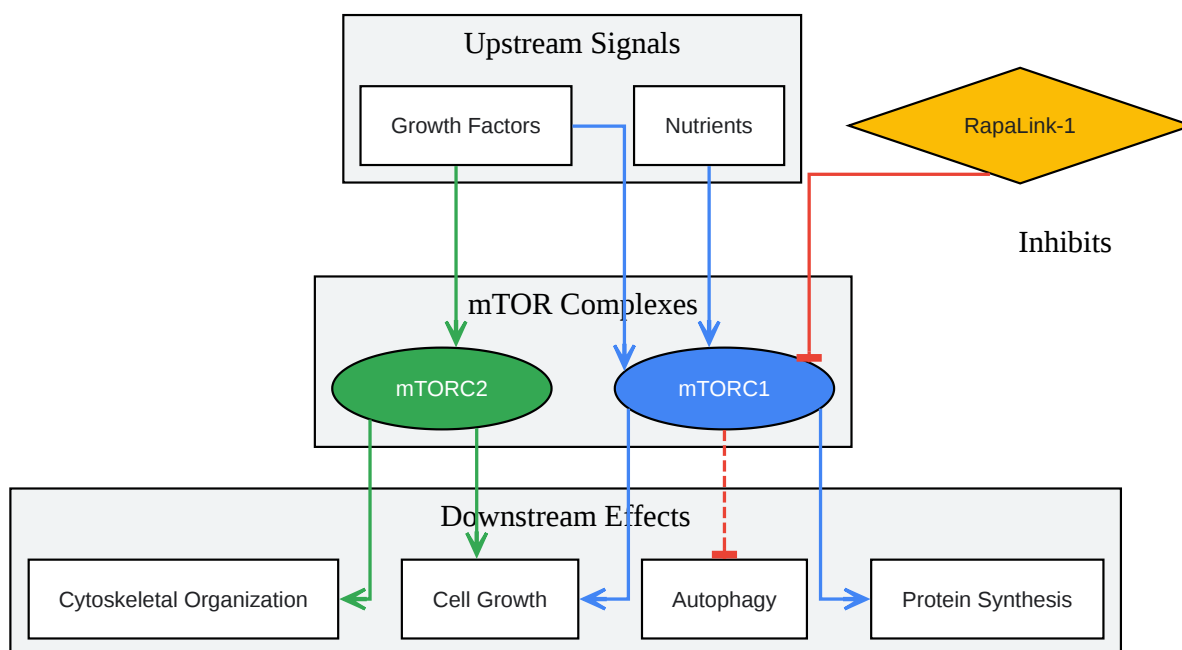 Upstream Signals
Growth Factors
Nutrients
RapaLink-1
Inhibits
mTOR Complexes
mTORC2
mTORC1
Downstream Effects
Cytoskeletal Organization
Cell Growth
Autophagy
Protein Synthesis